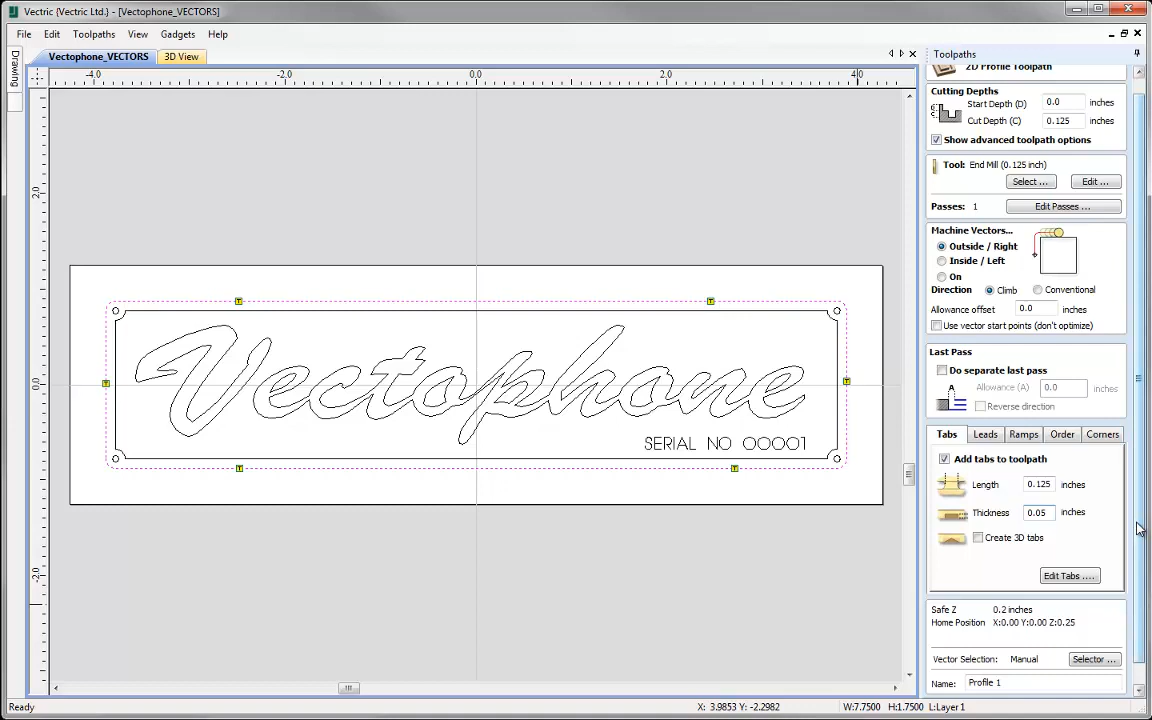 Vectric {Vectric Ltd.} - [Vectophone_VECTORS]
File Edit Toolpaths View Gadgets Help
Drawing
Vectophone_VECTORS 3D View
-4.0 -2.0 0.0 2.0 4.0
2.0
0.0
-2.0
T T
T T
T T
Vectophone
SERIAL NO 00001
Toolpaths
2D Profile Toolpath
Cutting Depths
Start Depth (D) 0.0 inches
Cut Depth (C) 0.125 inches
Show advanced toolpath options
Tool: End Mill (0.125 inch)
Select ... Edit ...
Passes: 1 Edit Passes ...
Machine Vectors...
Outside / Right
Inside / Left
On
Direction Climb Conventional
Allowance offset 0.0 inches
Use vector start points (don't optimize)
Last Pass
Do separate last pass
A Allowance (A) 0.0 inches
Reverse direction
Tabs Leads Ramps Order Corners
Add tabs to toolpath
Length 0.125 inches
Thickness 0.05 inches
Create 3D tabs
Edit Tabs ....
Safe Z 0.2 inches
Home Position X:0.00 Y:0.00 Z:0.25
Vector Selection: Manual Selector ...
Name: Profile 1
Ready X: 3.9853 Y: -2.2982 W:7.7500 H:1.7500 L:Layer 1